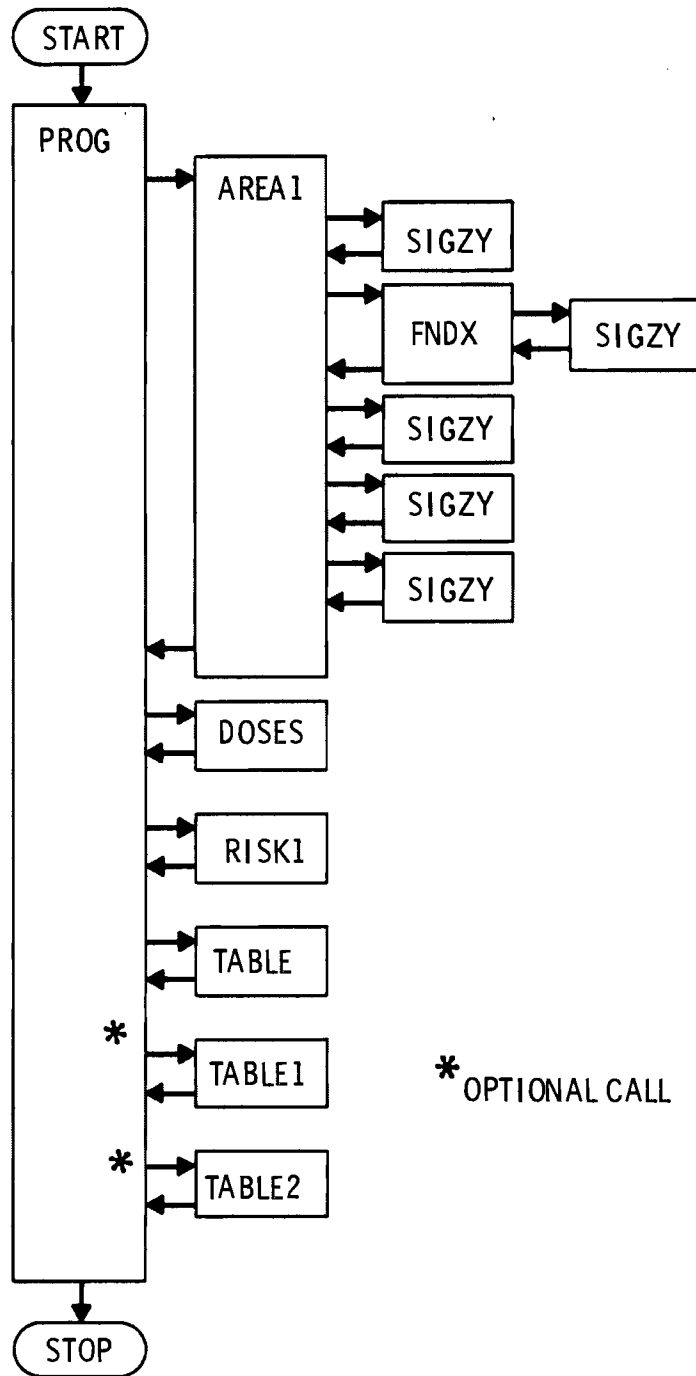 START
PROG
AREA1
SIGZY
FNDX
SIGZY
SIGZY
SIGZY
SIGZY
DOSES
RISK1
TABLE
*
TABLE1
* OPTIONAL CALL
*
TABLE2
STOP